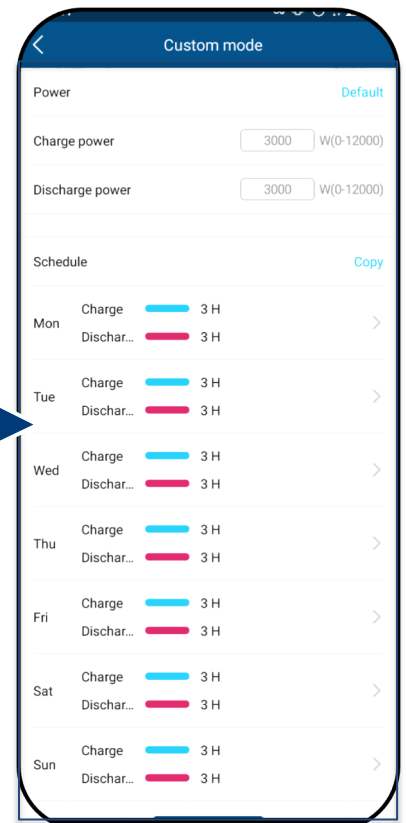 Custom mode
Power Default
Charge power 3000 W(0-12000)
Discharge power 3000 W(0-12000)
Schedule Copy
Charge 3 H
Mon
Dischar... 3 H
Charge 3 H
Tue
Dischar... 3 H
Charge 3 H
Wed
Dischar... 3 H
Charge 3 H
Thu
Dischar... 3 H
Charge 3 H
Fri
Dischar... 3 H
Charge 3 H
Sat
Dischar... 3 H
Charge 3 H
Sun
Dischar... 3 H